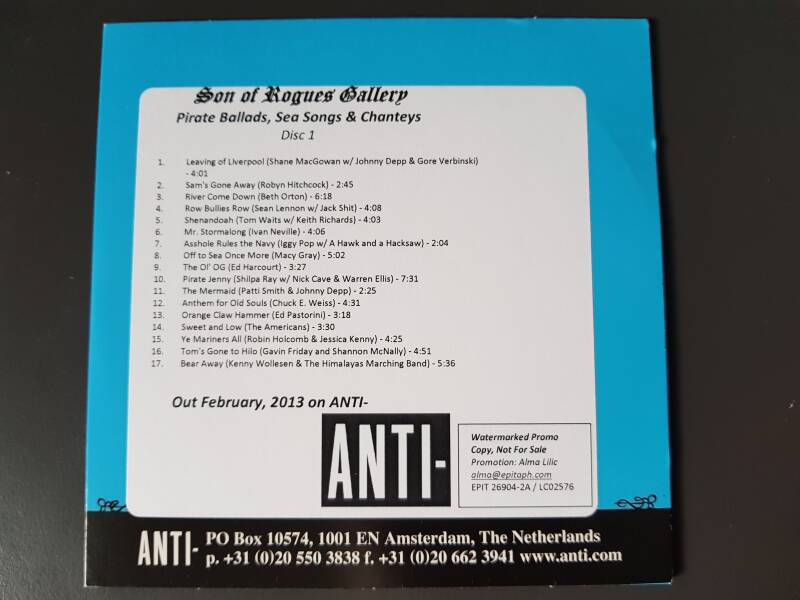 Son of Rogues Gallery
Pirate Ballads, Sea Songs & Chanteys
Disc 1
1. Leaving of Liverpool (Shane MacGowan w/ Johnny Depp & Gore Verbinski)
- 4:01
2. Sam's Gone Away (Robyn Hitchcock) - 2:45
3. River Come Down (Beth Orton) - 6:18
4. Row Bullies Row (Sean Lennon w/ Jack Shit) - 4:08
5. Shenandoah (Tom Waits w/ Keith Richards) - 4:03
6. Mr. Stormalong (Ivan Neville) - 4:06
7. Asshole Rules the Navy (Iggy Pop w/ A Hawk and a Hacksaw) - 2:04
8. Off to Sea Once More (Macy Gray) - 5:02
9. The Ol' OG (Ed Harcourt) - 3:27
10. Pirate Jenny (Shilpa Ray w/ Nick Cave & Warren Ellis) - 7:31
11. The Mermaid (Patti Smith & Johnny Depp) - 2:25
12. Anthem for Old Souls (Chuck E. Weiss) - 4:31
13. Orange Claw Hammer (Ed Pastorini) - 3:18
14. Sweet and Low (The Americans) - 3:30
15. Ye Mariners All (Robin Holcomb & Jessica Kenny) - 4:25
16. Tom's Gone to Hilo (Gavin Friday and Shannon McNally) - 4:51
17. Bear Away (Kenny Wollesen & The Himalayas Marching Band) - 5:36
Out February, 2013 on ANTI-
ANTI-
Watermarked Promo
Copy, Not For Sale
Promotion: Alma Lilic
alma@epitaph.com
EPIT 26904-2A / LC02576
ANTI- PO Box 10574, 1001 EN Amsterdam, The Netherlands
p. +31 (0)20 550 3838 f. +31 (0)20 662 3941 www.anti.com